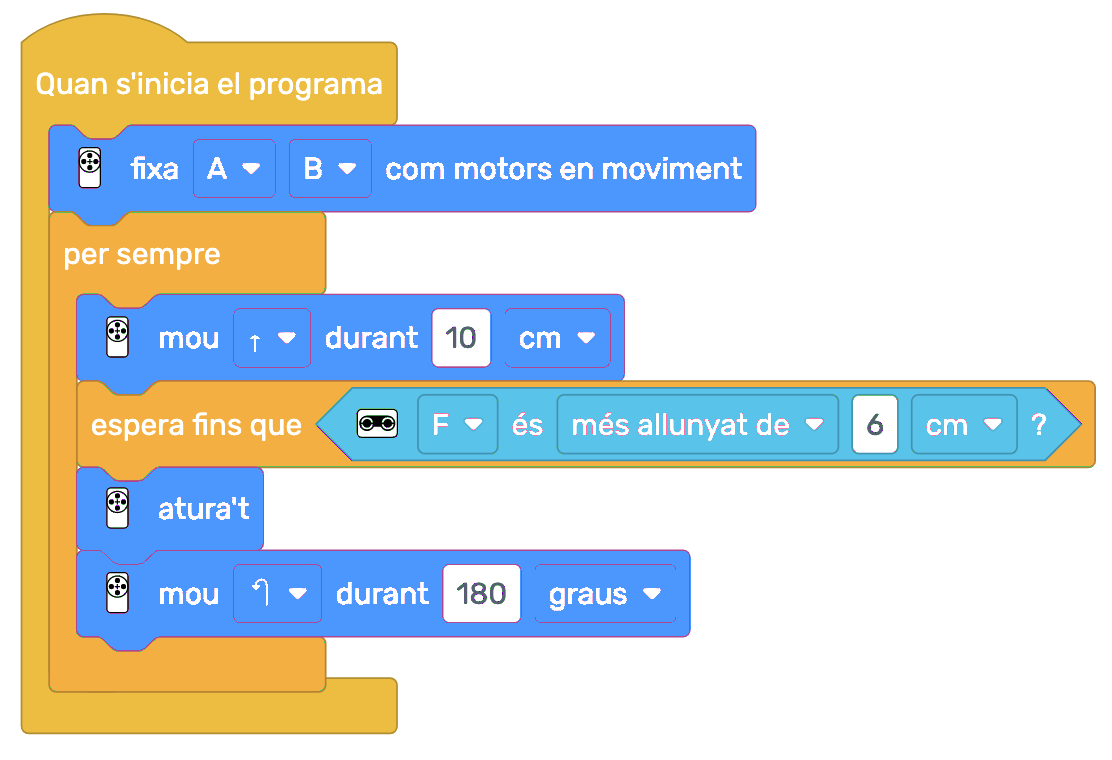 Quan s'inicia el programa
fixa A B com motors en moviment
per sempre
mou ↑ durant 10 cm
espera fins que F és més allunyat de 6 cm ?
atura't
mou durant 180 graus